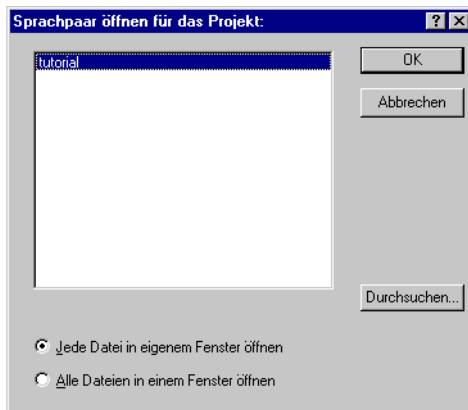 Sprachpaar öffnen für das Projekt:
tutorial
OK
Abbrechen
Durchsuchen...
Jede Datei in eigenem Fenster öffnen
Alle Dateien in einem Fenster öffnen